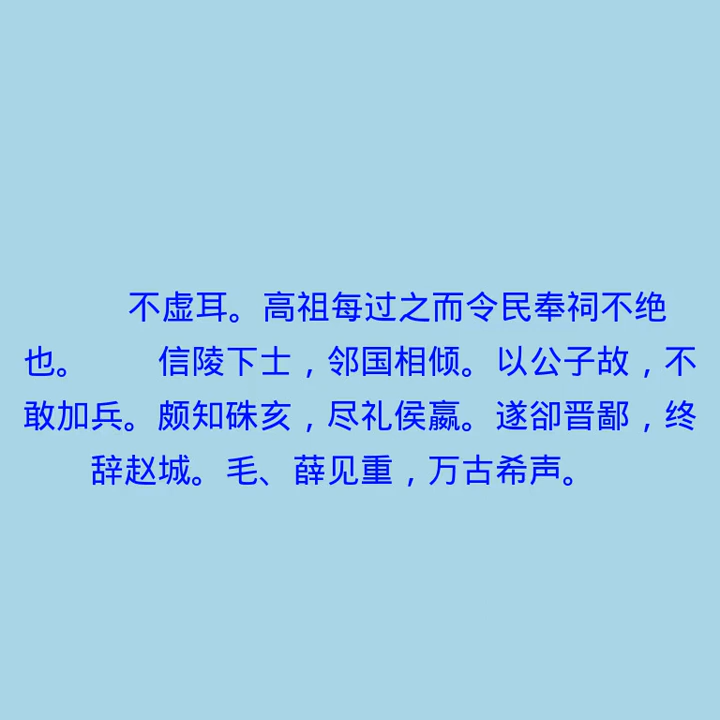 不虚耳。高祖每过之而令民奉祠不绝
也。　　信陵下士，邻国相倾。以公子故，不
敢加兵。颇知硃亥，尽礼侯嬴。遂卻晋鄙，终
辞赵城。毛、薛见重，万古希声。